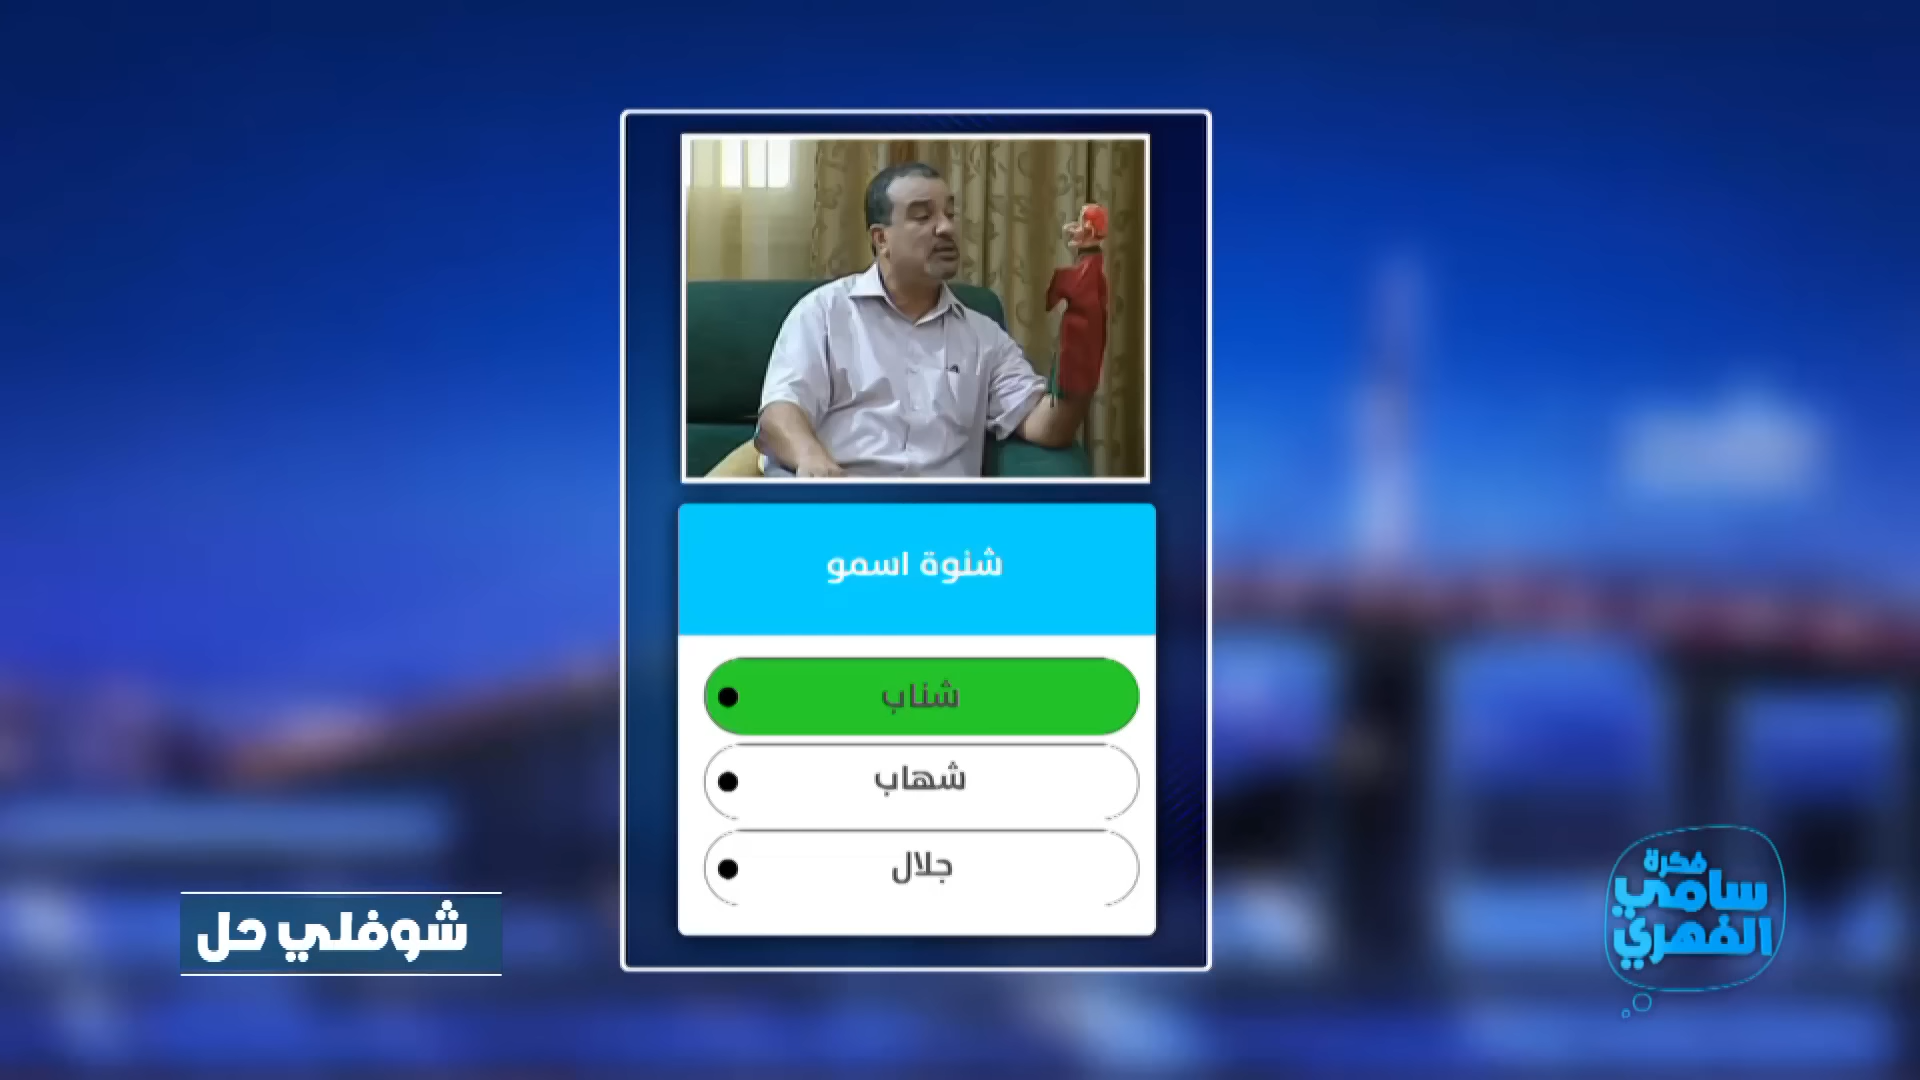 شنوة اسمو
شناب
شهاب
جلال
شوفلي حل
فكرة
سامي
الفهري